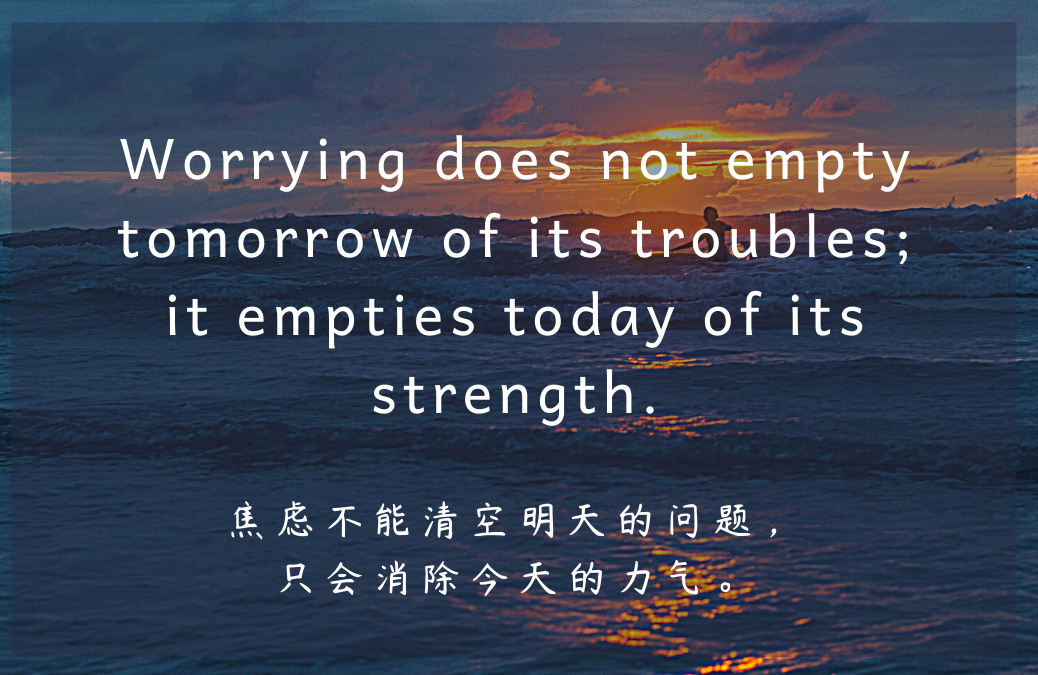 Worrying does not empty
tomorrow of its troubles;
it empties today of its
strength.
焦虑不能清空明天的问题，
只会消除今天的力气。